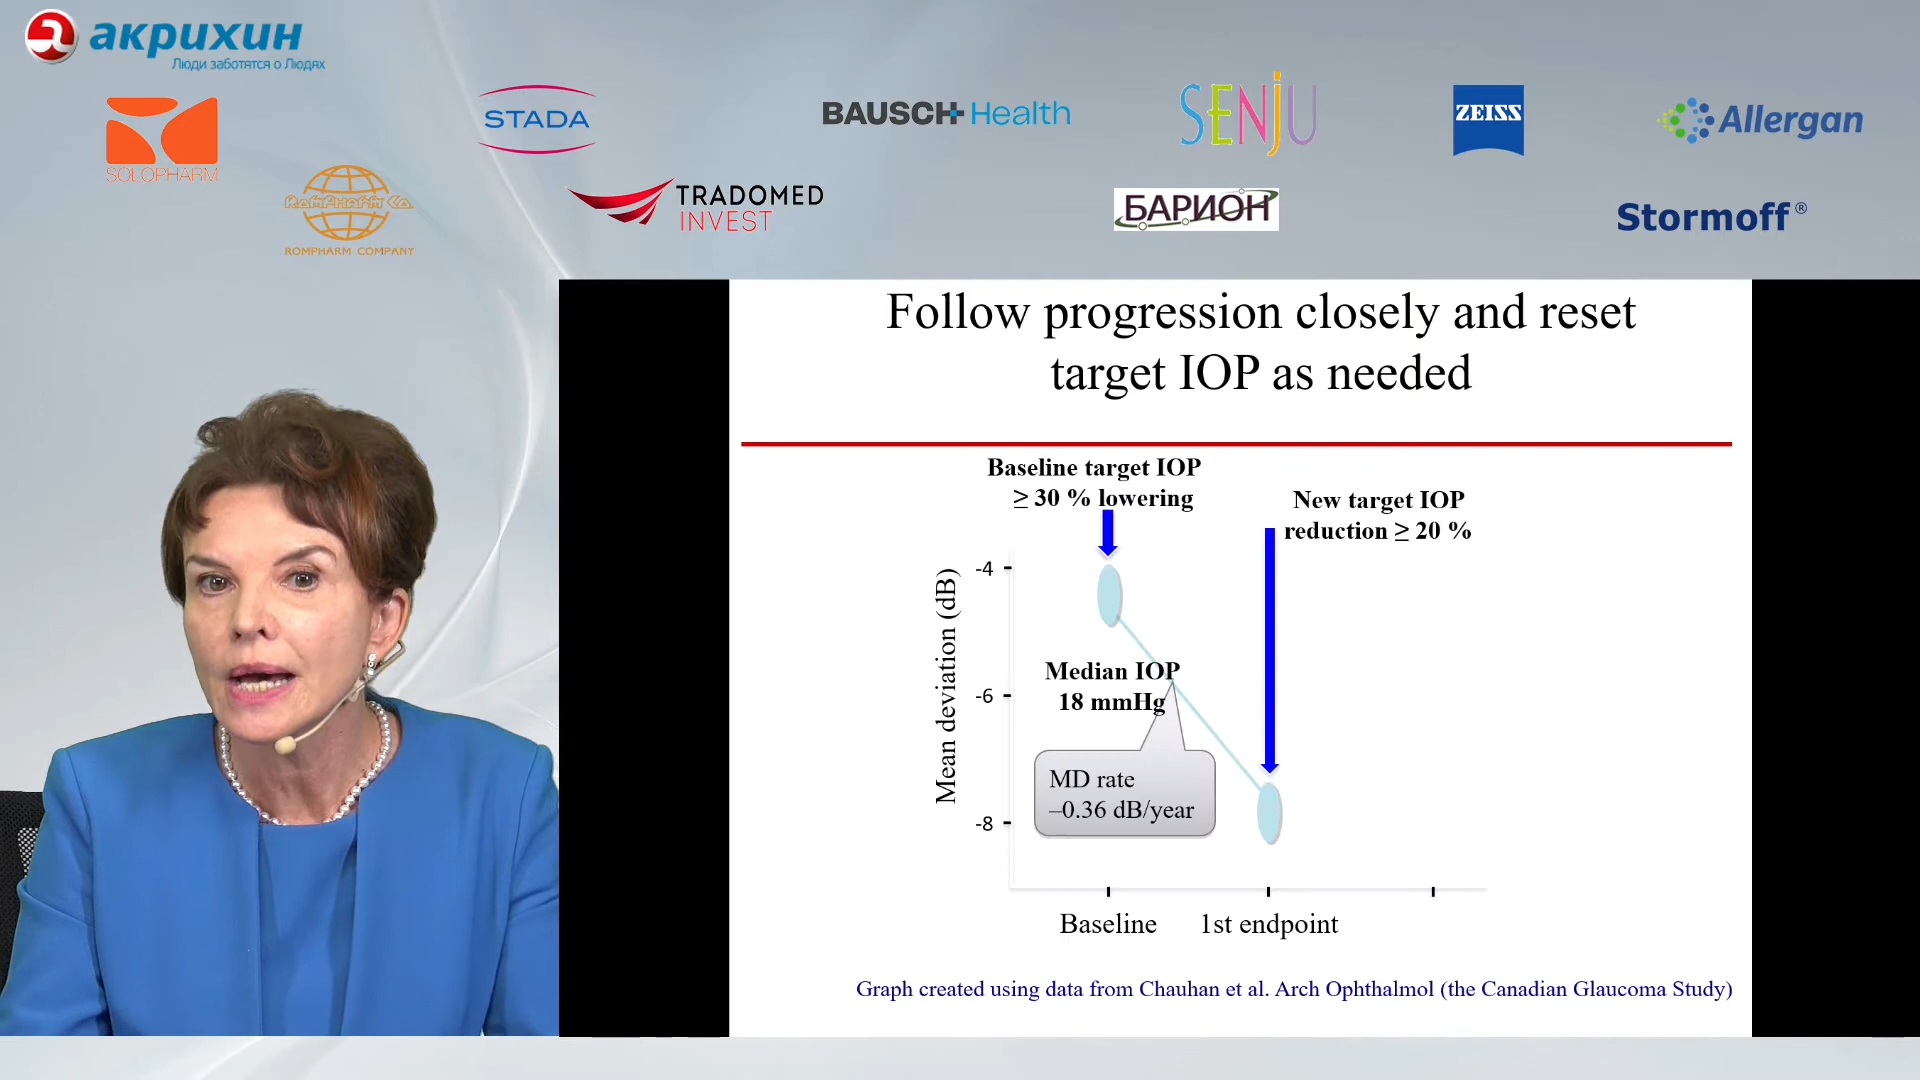 акрихин
Люди заботятся о Людях
SOLOPHARM
STADA
BAUSCH+Health
SENJU
ZEISS
Allergan
Rompharm Co.
ROMPHARM COMPANY
TRADOMED
INVEST
БАРИОН
Stormoff®
Follow progression closely and reset
target IOP as needed
Baseline target IOP
≥ 30 % lowering
New target IOP
reduction ≥ 20 %
Mean deviation (dB)
-4
-6
-8
Median IOP
18 mmHg
MD rate
–0.36 dB/year
Baseline
1st endpoint
Graph created using data from Chauhan et al. Arch Ophthalmol (the Canadian Glaucoma Study)